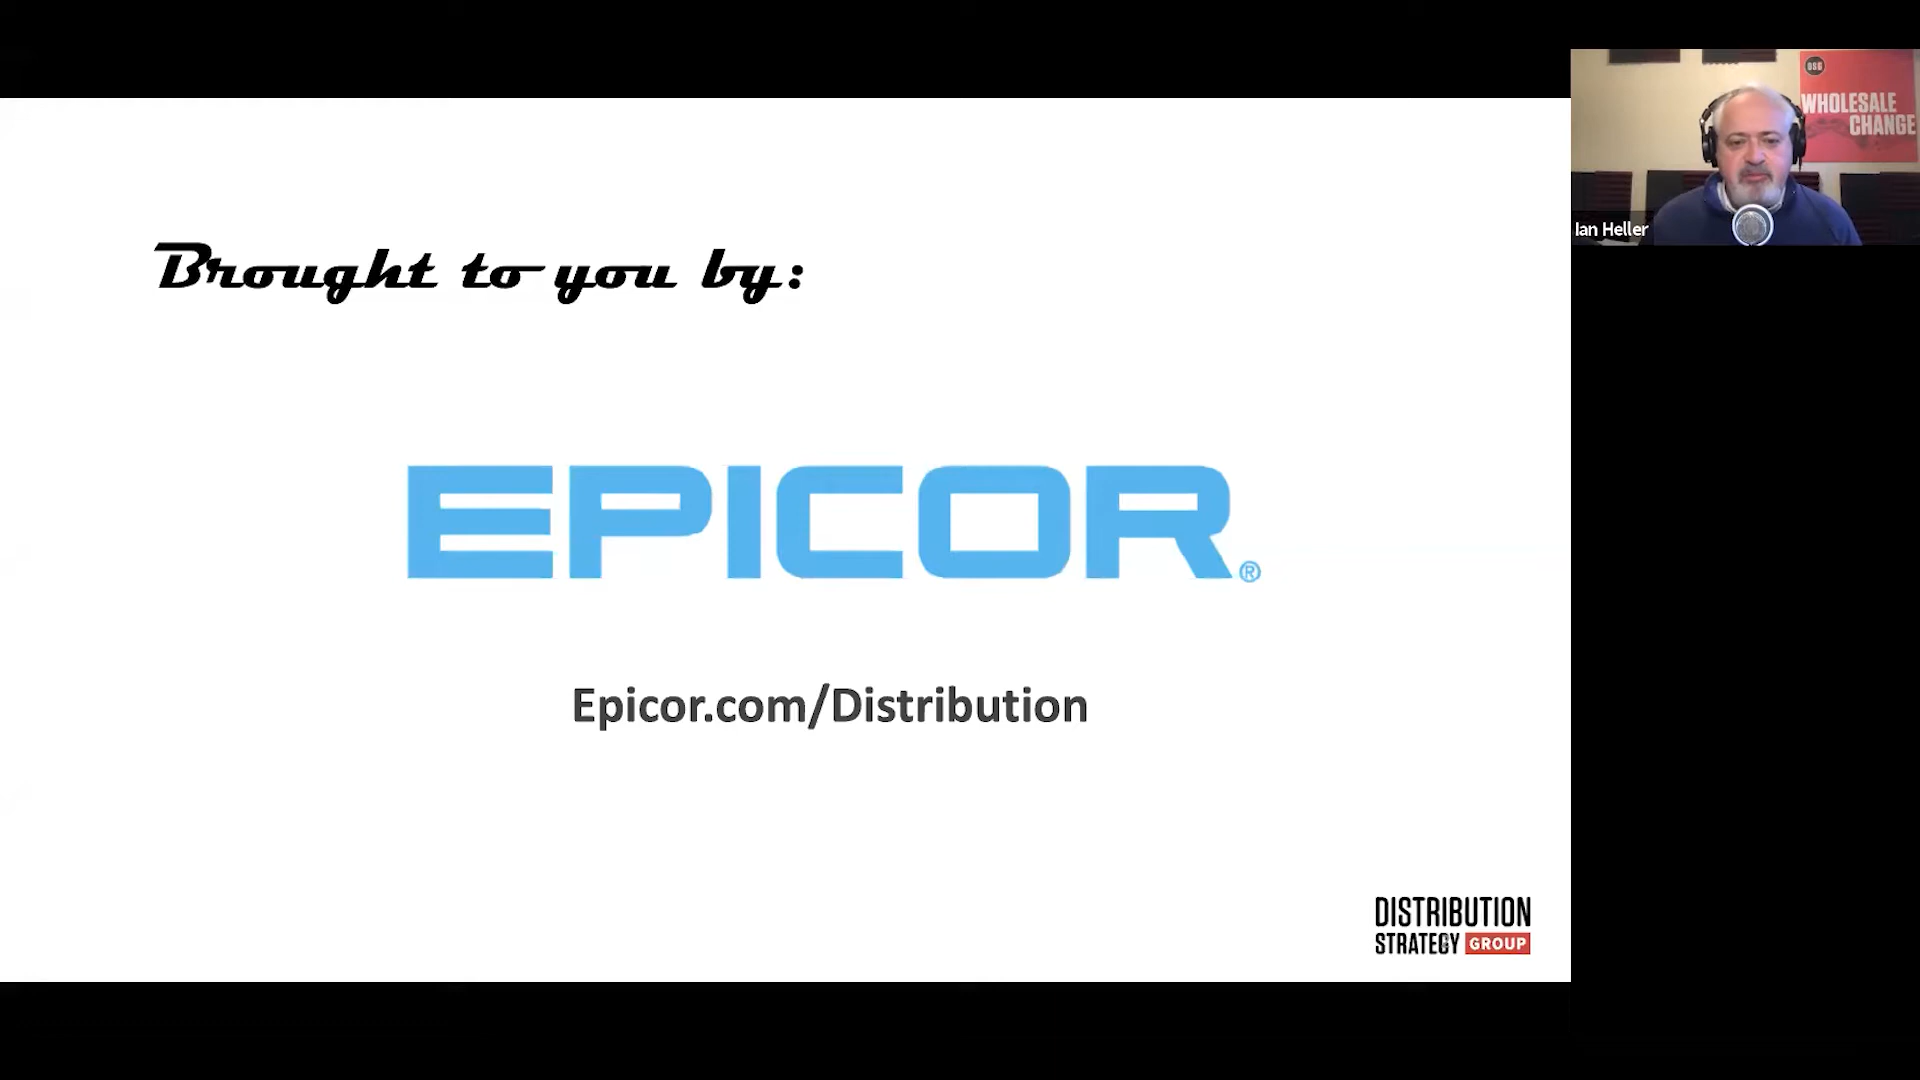 Brought to you by:
EPICOR®
Epicor.com/Distribution
DISTRIBUTION
STRATEGY GROUP
DSG
WHOLESALE
CHANGE
Ian Heller